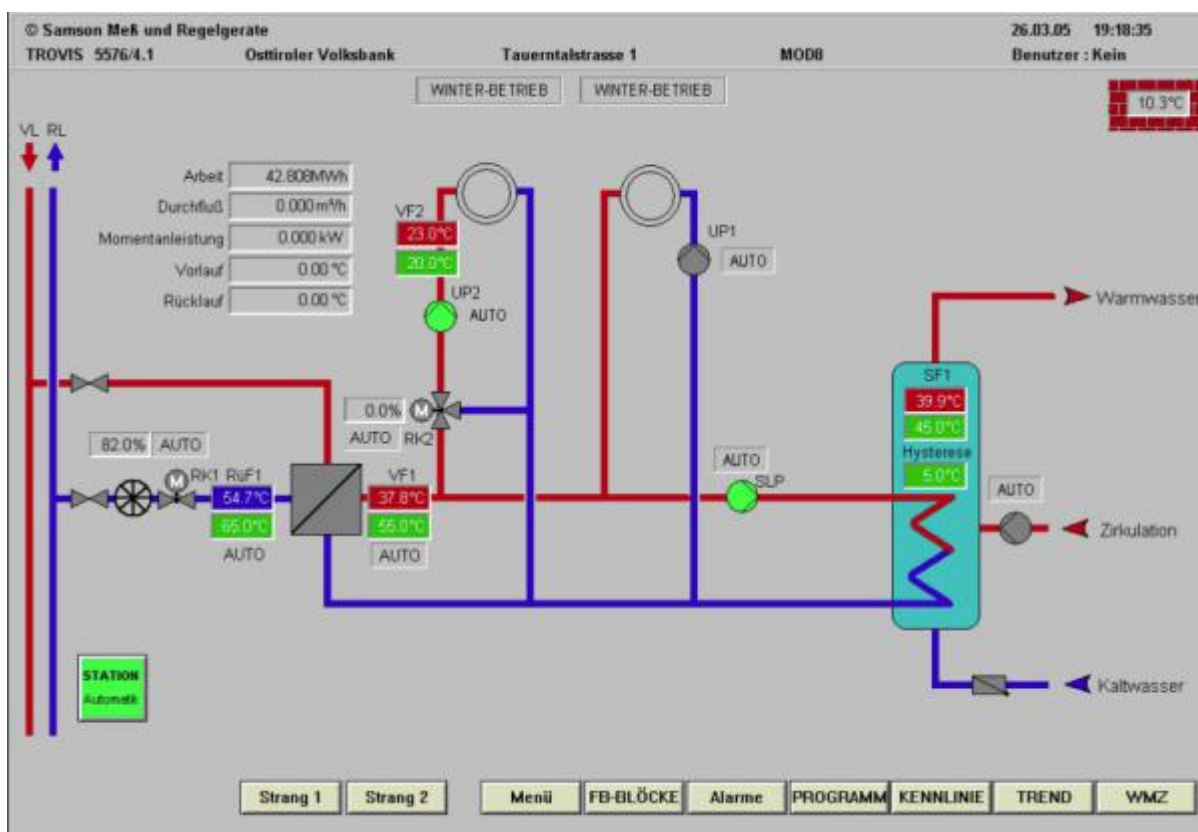 © Samson Meß und Regelgeräte 26.03.05 19:18:35
TROVIS 5576/4.1 Osttiroler Volksbank Tauerntalstrasse 1 MOD8 Benutzer : Kein
WINTER-BETRIEB WINTER-BETRIEB
10.3°C
VL RL
Arbeit 42.808MWh
Durchfluß 0.000 m³/h
Momentanleistung 0.000 kW
Vorlauf 0.00 °C
Rücklauf 0.00 °C
VF2
23.0°C
20.0°C
UP2
AUTO
UP1
AUTO
Warmwasser
0.0% M
AUTO RK2
SF1
39.9°C
45.0°C
Hysterese
5.0°C
82.0% AUTO
M RK1 RüF1
54.7°C
65.0°C
AUTO
VF1
37.8°C
55.0°C
AUTO
AUTO
SLP
AUTO
Zirkulation
STATION
Automatik
Kaltwasser
Strang 1 Strang 2 Menü FB-BLÖCKE Alarme PROGRAMM KENNLINIE TREND WMZ